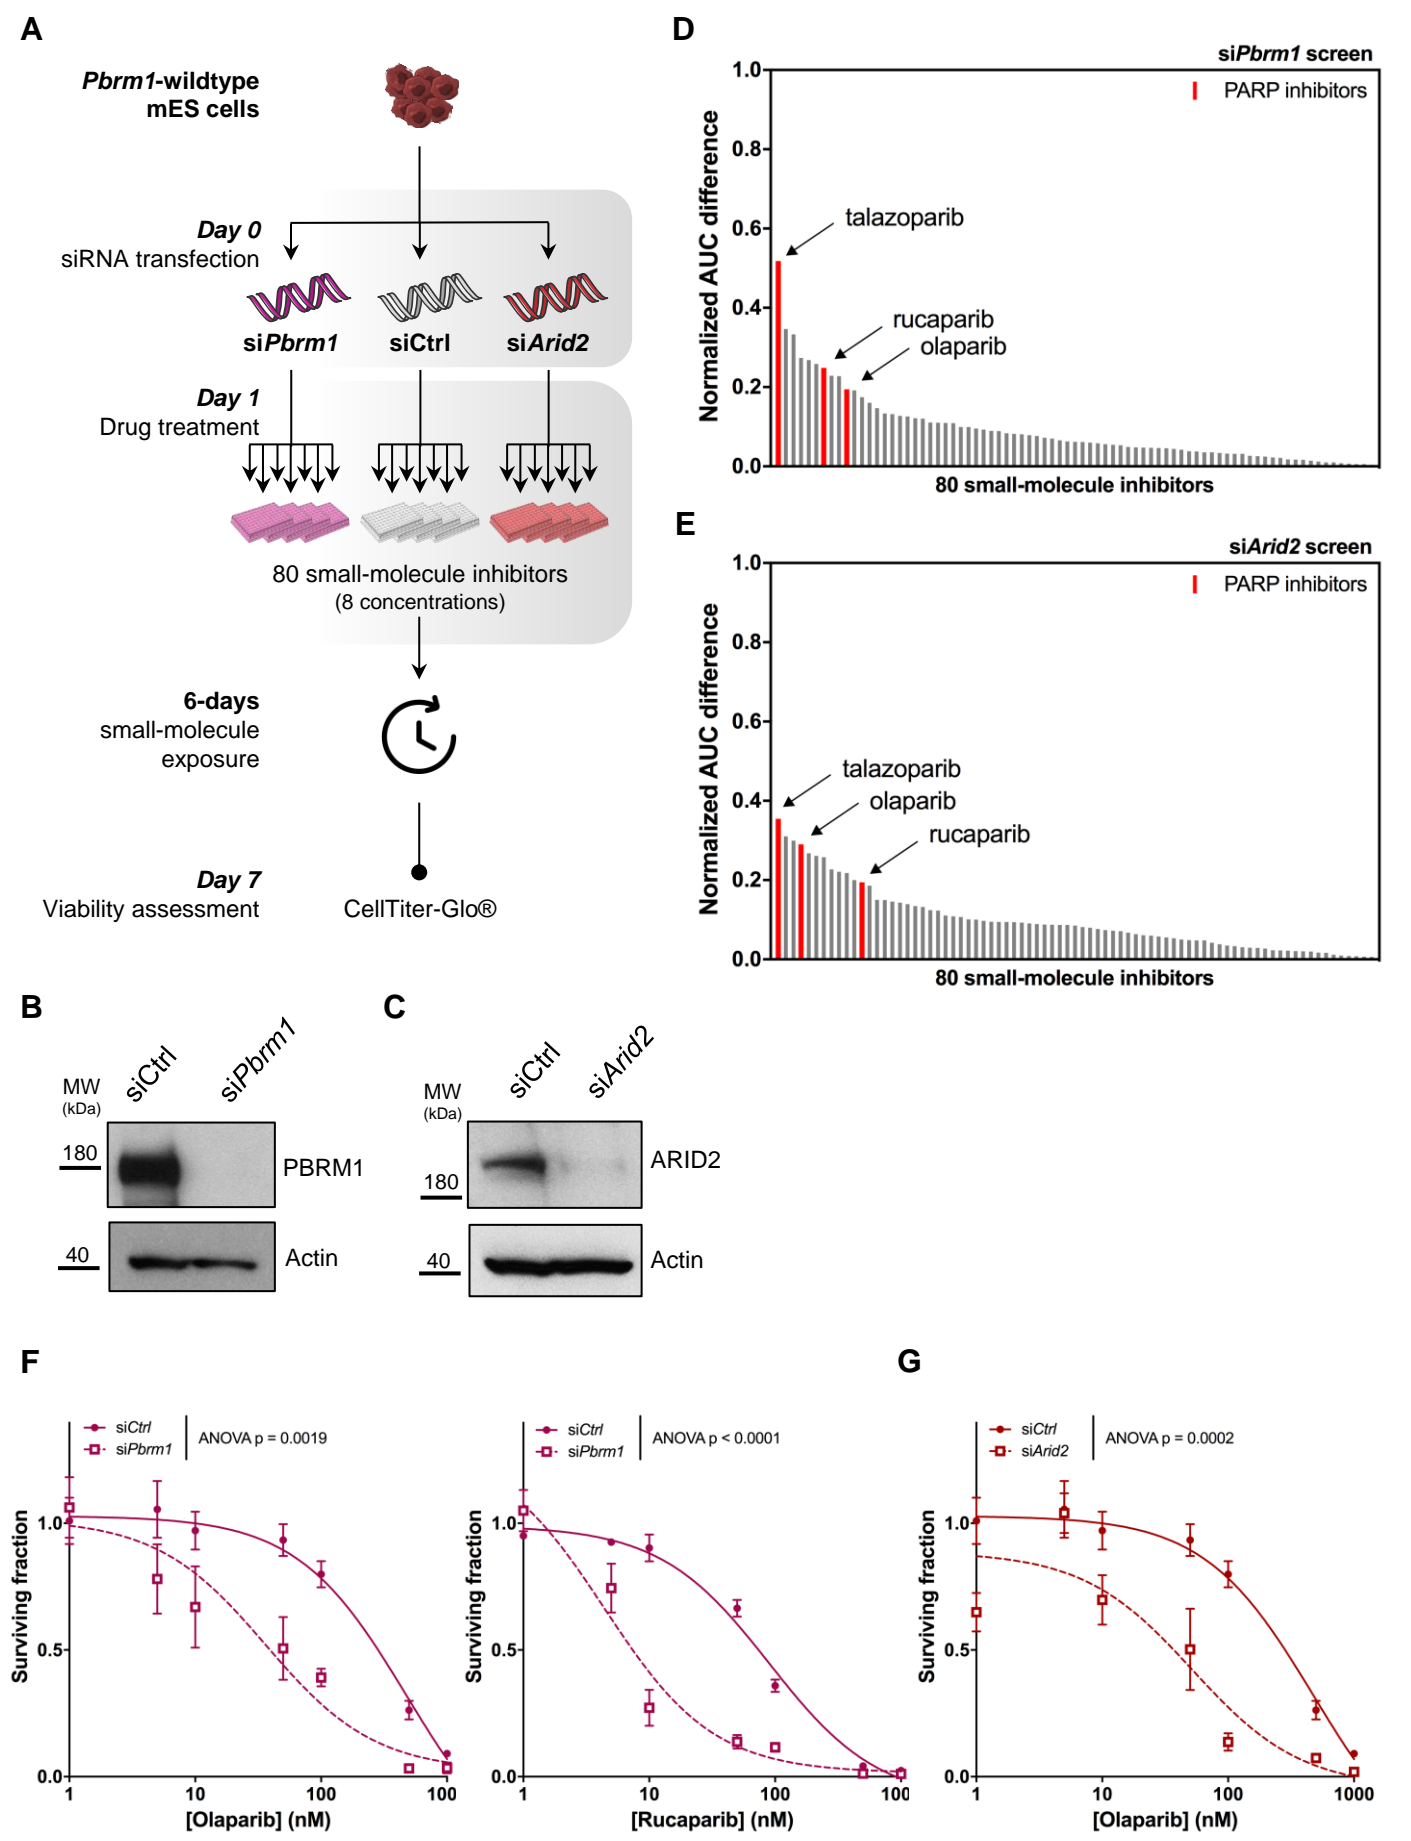 A
Pbrm1-wildtype
mES cells
Day 0
siRNA transfection
siPbrm1
siCtrl
siArid2
Day 1
Drug treatment
80 small-molecule inhibitors
(8 concentrations)
6-days
small-molecule
exposure
Day 7
Viability assessment
CellTiter-Glo®
D
siPbrm1 screen
PARP inhibitors
Normalized AUC difference
1.0
0.8
0.6
0.4
0.2
0.0
talazoparib
rucaparib
olaparib
80 small-molecule inhibitors
E
siArid2 screen
PARP inhibitors
Normalized AUC difference
1.0
0.8
0.6
0.4
0.2
0.0
talazoparib
olaparib
rucaparib
80 small-molecule inhibitors
B
MW
(kDa)
siCtrl
siPbrm1
180
PBRM1
40
Actin
C
MW
(kDa)
siCtrl
siArid2
180
ARID2
40
Actin
F
siCtrl
siPbrm1
ANOVA p = 0.0019
Surviving fraction
1.0
0.5
0.0
1
10
100
100
[Olaparib] (nM)
siCtrl
siPbrm1
ANOVA p < 0.0001
Surviving fraction
1.0
0.5
0.0
1
10
100
100
[Rucaparib] (nM)
G
siCtrl
siArid2
ANOVA p = 0.0002
Surviving fraction
1.0
0.5
0.0
1
10
100
1000
[Olaparib] (nM)